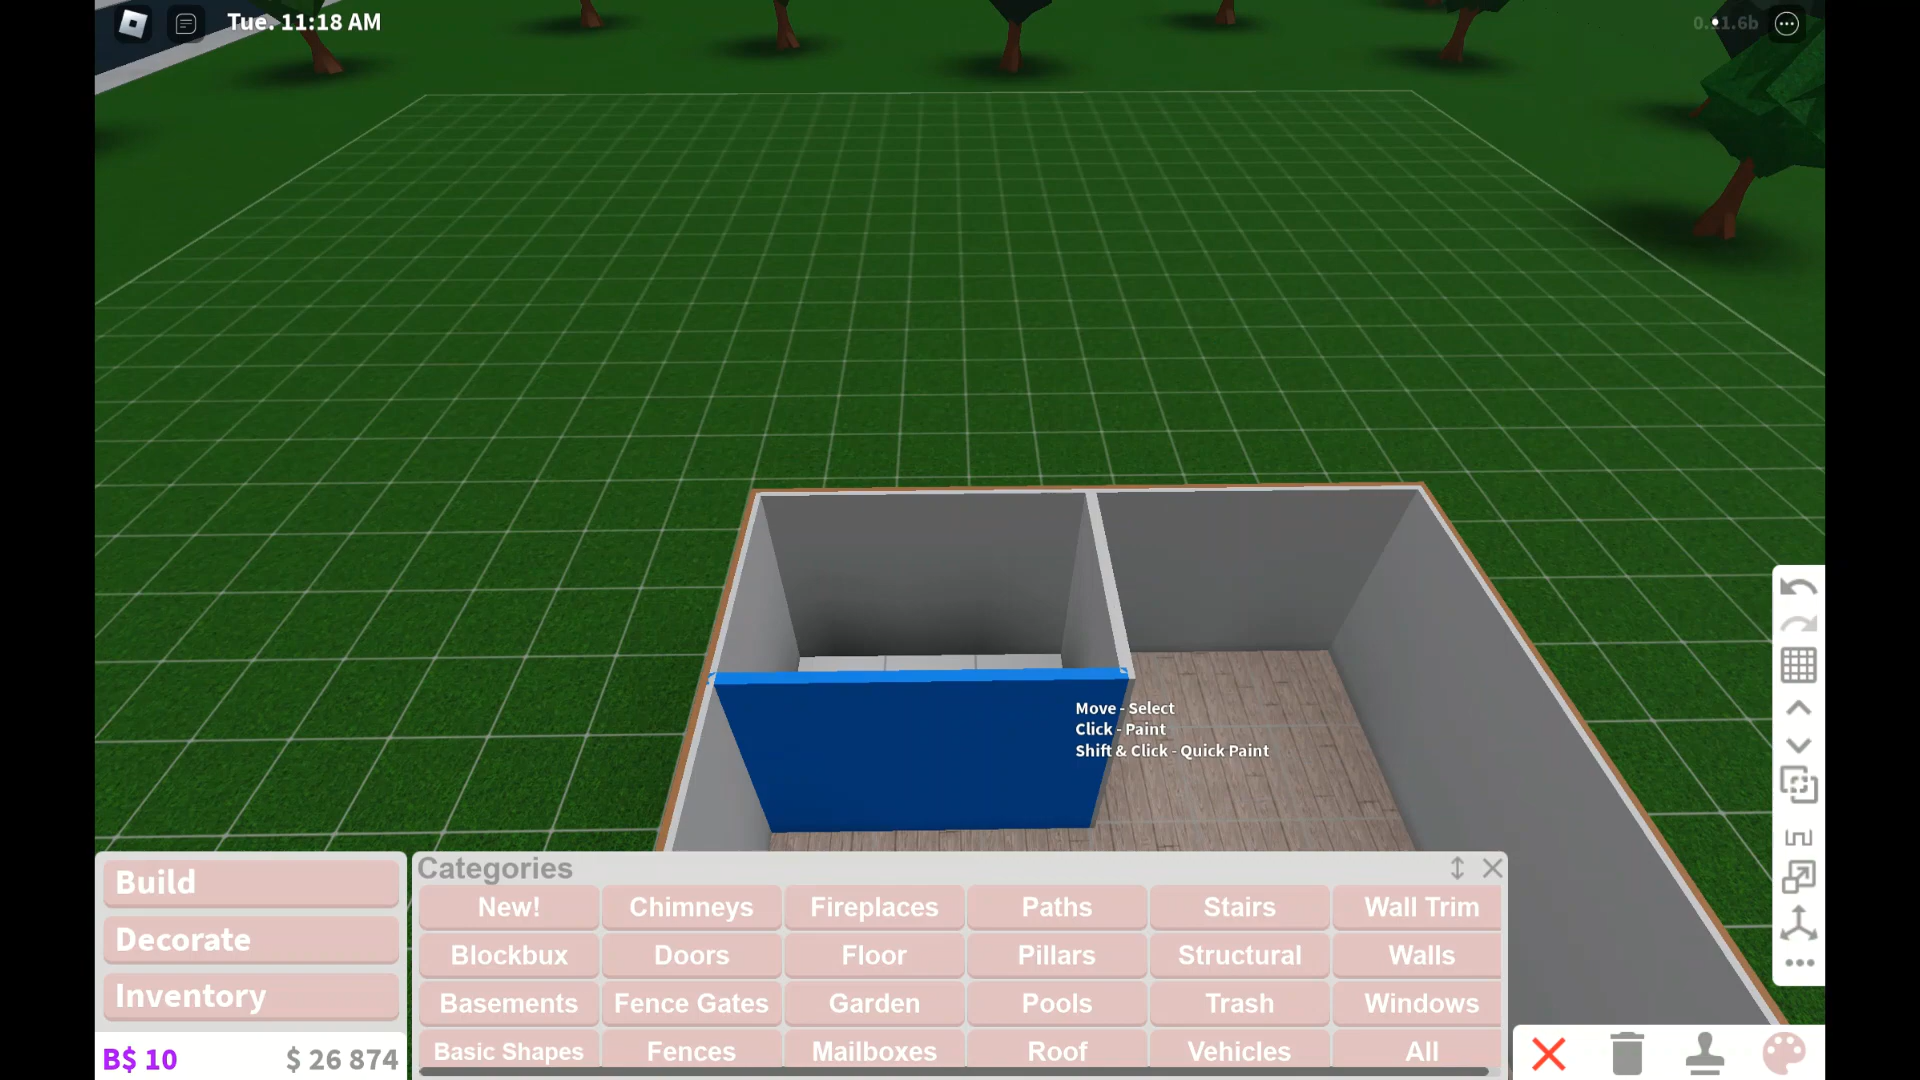 Tue. 11:18 AM
Move - Select
Click - Paint
Shift & Click - Quick Paint
Build
Decorate
Inventory
B$ 10
$ 26 874
Categories
New!
Chimneys
Fireplaces
Paths
Stairs
Wall Trim
Blockbux
Doors
Floor
Pillars
Structural
Walls
Basements
Fence Gates
Garden
Pools
Trash
Windows
Basic Shapes
Fences
Mailboxes
Roof
Vehicles
All